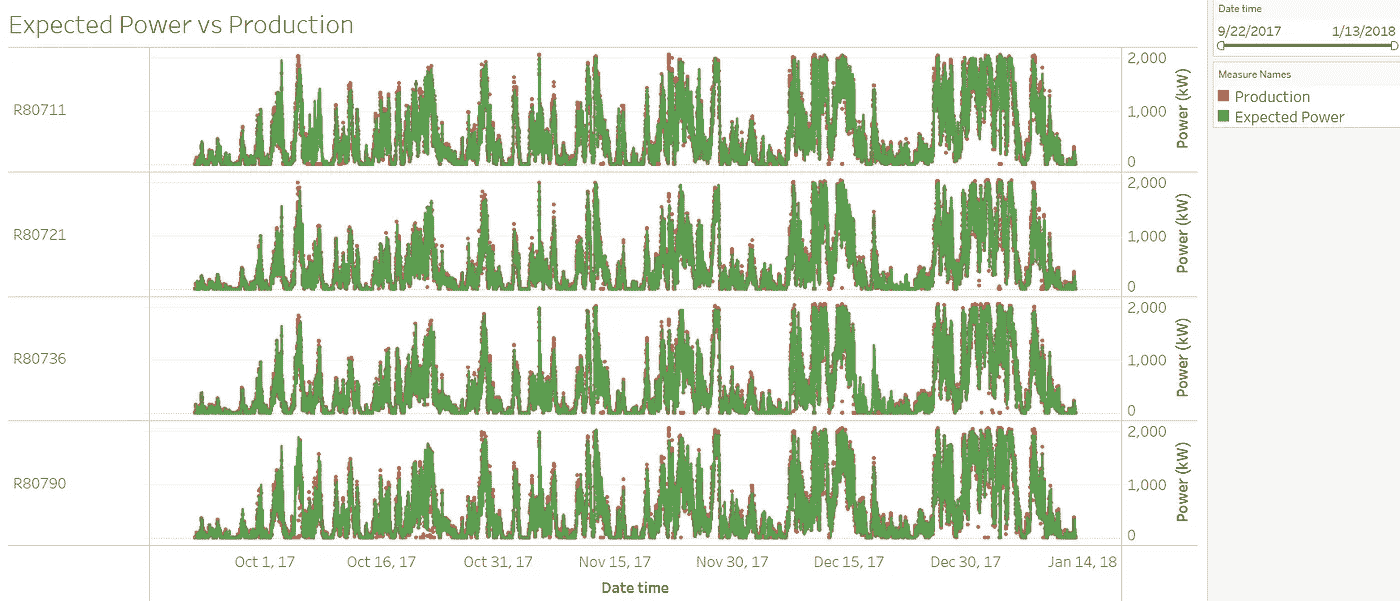 Expected Power vs Production
Date time
9/22/2017 1/13/2018
Measure Names
Production
Expected Power
R80711
2,000
1,000
0
Power (kW)
R80721
2,000
1,000
0
Power (kW)
R80736
2,000
1,000
0
Power (kW)
R80790
2,000
1,000
0
Power (kW)
Oct 1, 17 Oct 16, 17 Oct 31, 17 Nov 15, 17 Nov 30, 17 Dec 15, 17 Dec 30, 17 Jan 14, 18
Date time